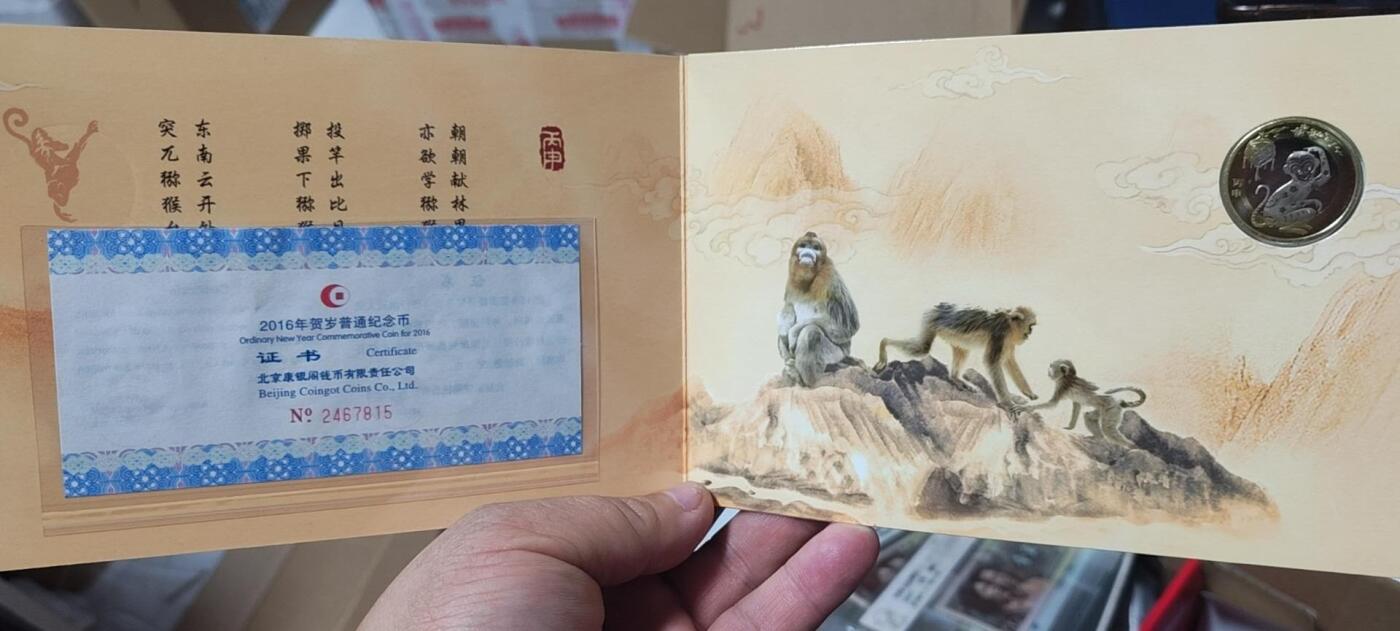 丙申
朝朝献林
亦欲学猕
投竿出比
掷果下猕
东南云开
突兀猕猴
2016年贺岁普通纪念币
Ordinary New Year Commemorative Coin for 2016
证书 Certificate
北京康银阁钱币有限责任公司
Beijing Coingot Coins Co., Ltd.
Nº 2467815
丙申